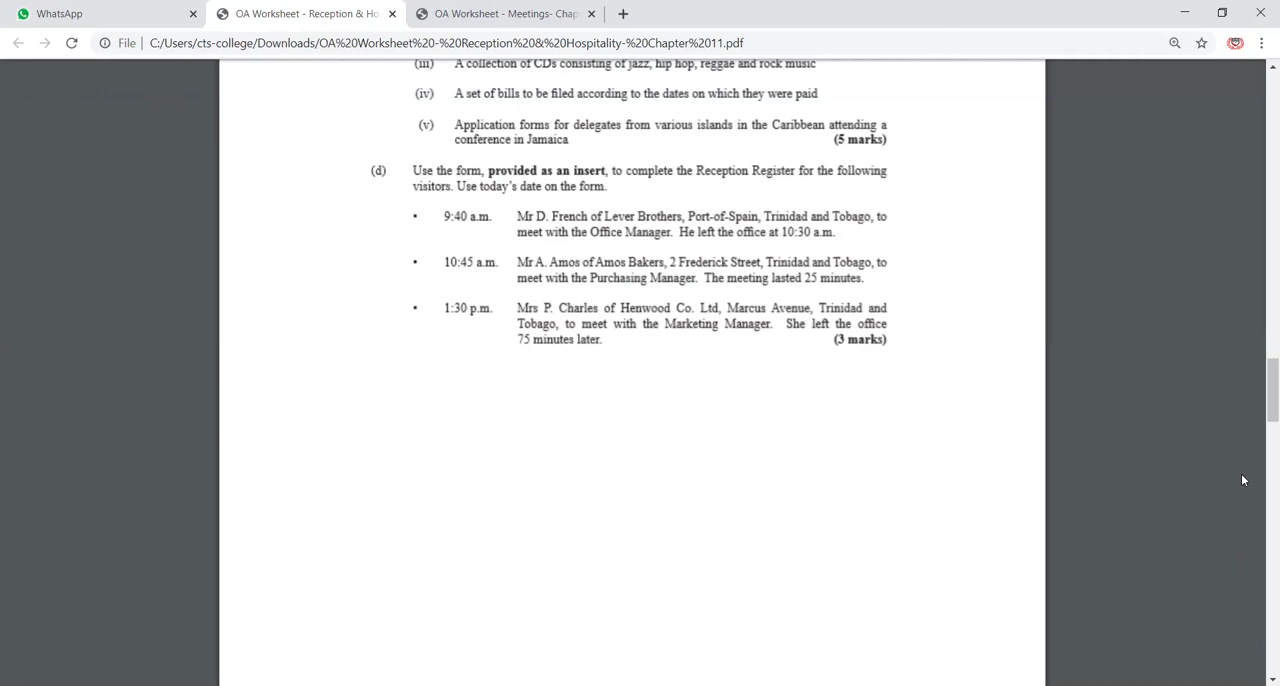 WhatsApp
OA Worksheet - Reception & Ho
OA Worksheet - Meetings- Chap
File C:/Users/cts-college/Downloads/OA%20Worksheet%20-%20Reception%20&%20Hospitality-%20Chapter%2011.pdf
(iii) A collection of CDs consisting of jazz, hip hop, reggae and rock music
(iv) A set of bills to be filed according to the dates on which they were paid
(v) Application forms for delegates from various islands in the Caribbean attending a
conference in Jamaica (5 marks)
(d) Use the form, provided as an insert, to complete the Reception Register for the following
visitors. Use today's date on the form.
• 9:40 a.m. Mr D. French of Lever Brothers, Port-of-Spain, Trinidad and Tobago, to
meet with the Office Manager. He left the office at 10:30 a.m.
• 10:45 a.m. Mr A. Amos of Amos Bakers, 2 Frederick Street, Trinidad and Tobago, to
meet with the Purchasing Manager. The meeting lasted 25 minutes.
• 1:30 p.m. Mrs P. Charles of Henwood Co. Ltd, Marcus Avenue, Trinidad and
Tobago, to meet with the Marketing Manager. She left the office
75 minutes later. (3 marks)